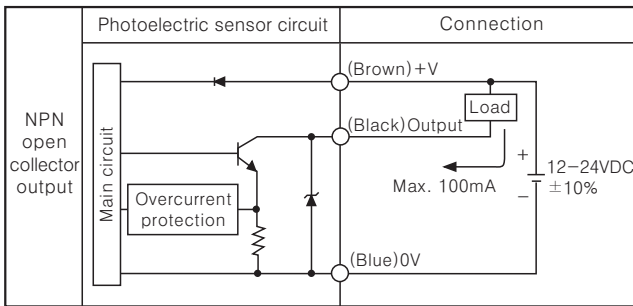 Photoelectric sensor circuit
Connection
NPN
open
collector
output
Main circuit
Overcurrent
protection
(Brown)+V
(Black)Output
(Blue)0V
Load
Max. 100mA
+
12−24VDC
±10%
−